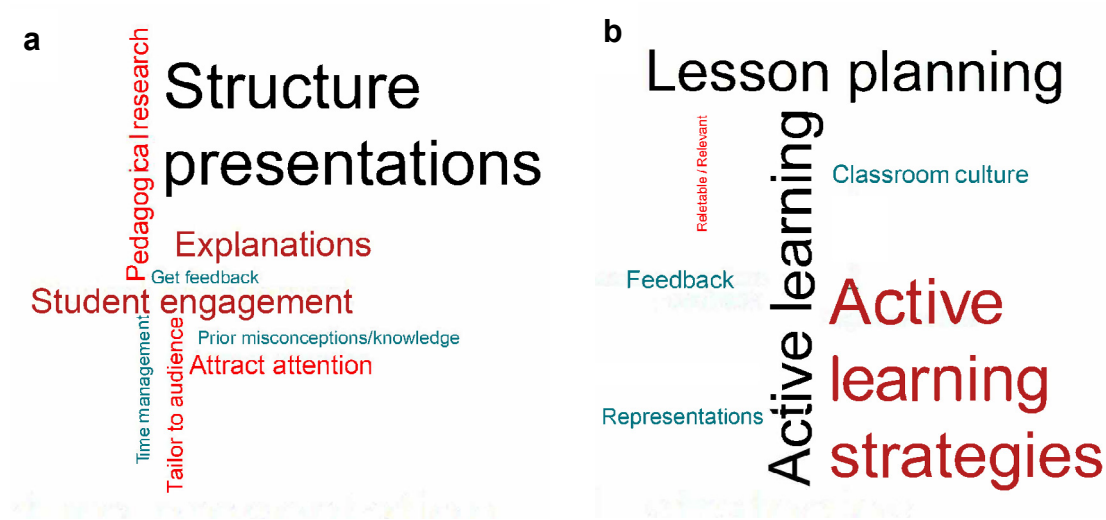 a
Pedagogical research
Structure
presentations
Explanations
Get feedback
Student engagement
Time management
Tailor to audience
Prior misconceptions/knowledge
Attract attention
b
Lesson planning
Reletable / Relevant
Active learning
Classroom culture
Feedback
Active
learning
strategies
Representations